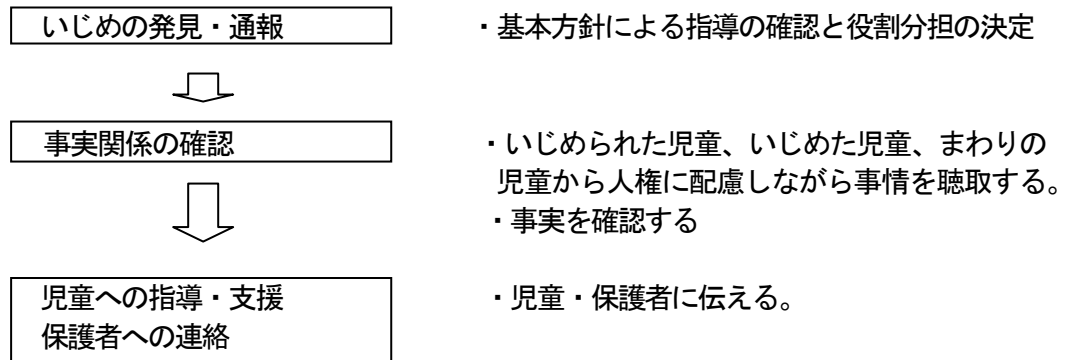 いじめの発見・通報
・基本方針による指導の確認と役割分担の決定
事実関係の確認
・いじめられた児童、いじめた児童、まわりの
児童から人権に配慮しながら事情を聴取する。
・事実を確認する
児童への指導・支援
保護者への連絡
・児童・保護者に伝える。